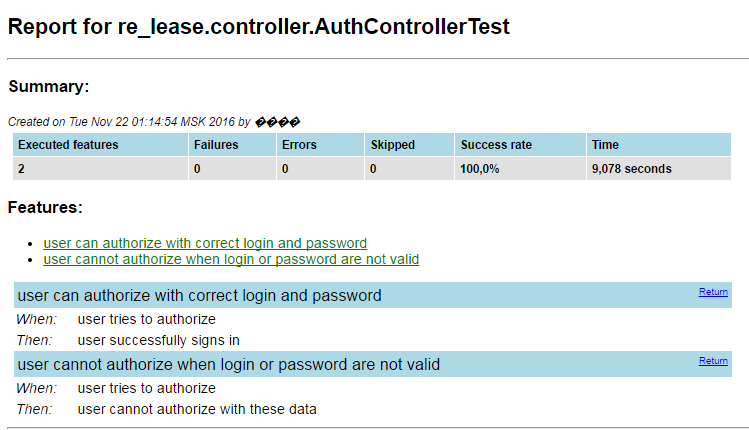 Report for re_lease.controller.AuthControllerTest
Summary:
Created on Tue Nov 22 01:14:54 MSK 2016 by ����
Executed features Failures Errors Skipped Success rate Time
2 0 0 0 100,0% 9,078 seconds
Features:
user can authorize with correct login and password
user cannot authorize when login or password are not valid
user can authorize with correct login and password Return
When: user tries to authorize
Then: user successfully signs in
user cannot authorize when login or password are not valid Return
When: user tries to authorize
Then: user cannot authorize with these data